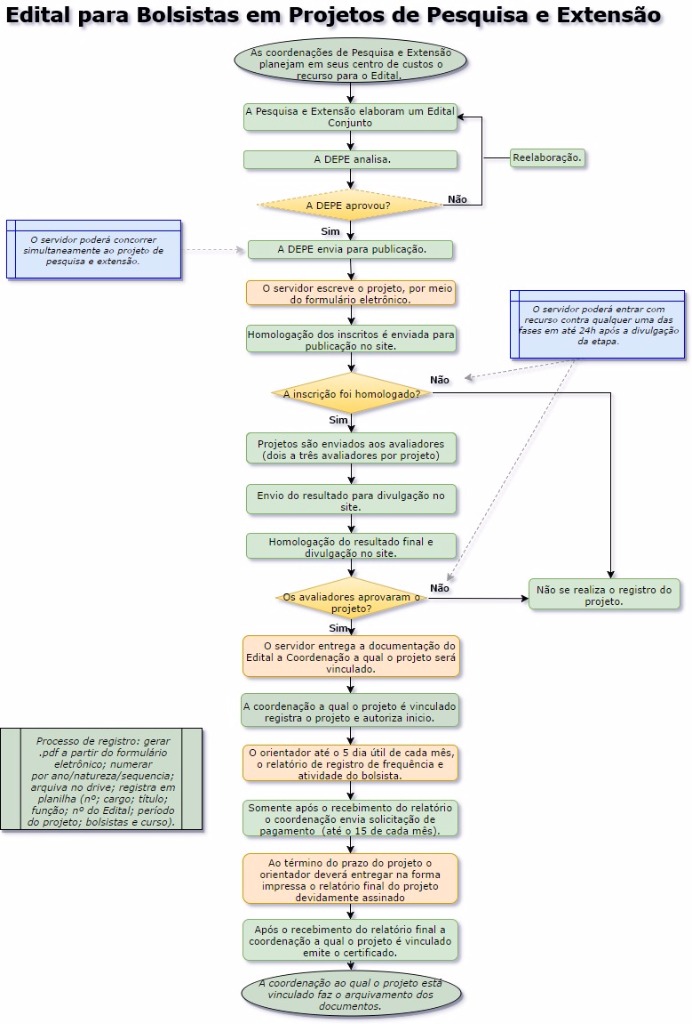 Edital para Bolsistas em Projetos de Pesquisa e Extensão
As coordenações de Pesquisa e Extensão
planejam em seus centro de custos o
recurso para o Edital.
A Pesquisa e Extensão elaboram um Edital
Conjunto
A DEPE analisa.
Reelaboração.
A DEPE aprovou?
Não
Sim
O servidor poderá concorrer
simultaneamente ao projeto de
pesquisa e extensão.
A DEPE envia para publicação.
O servidor escreve o projeto, por meio
do formulário eletrônico.
O servidor poderá entrar com
recurso contra qualquer uma das
fases em até 24h após a divulgação
da etapa.
Homologação dos inscritos é enviada para
publicação no site.
Não
A inscrição foi homologado?
Sim
Projetos são enviados aos avaliadores
(dois a três avaliadores por projeto)
Envio do resultado para divulgação no
site.
Homologação do resultado final e
divulgação no site.
Não
Os avaliadores aprovaram o
projeto?
Não se realiza o registro do
projeto.
Sim
O servidor entrega a documentação do
Edital a Coordenação a qual o projeto será
vinculado.
A coordenação a qual o projeto é vinculado
registra o projeto e autoriza inicio.
Processo de registro: gerar
.pdf a partir do formulário
eletrônico; numerar
por ano/natureza/sequencia;
arquiva no drive; registra em
planilha (nº; cargo; título;
função; nº do Edital; período
do projeto; bolsistas e curso).
O orientador até o 5 dia útil de cada mês,
o relatório de registro de frequência e
atividade do bolsista.
Somente após o recebimento do relatório
o coordenação envia solicitação de
pagamento (até o 15 de cada mês).
Ao término do prazo do projeto o
orientador deverá entregar na forma
impressa o relatório final do projeto
devidamente assinado
Após o recebimento do relatório final a
coordenação a qual o projeto é vinculado
emite o certificado.
A coordenação ao qual o projeto está
vinculado faz o arquivamento dos
documentos.